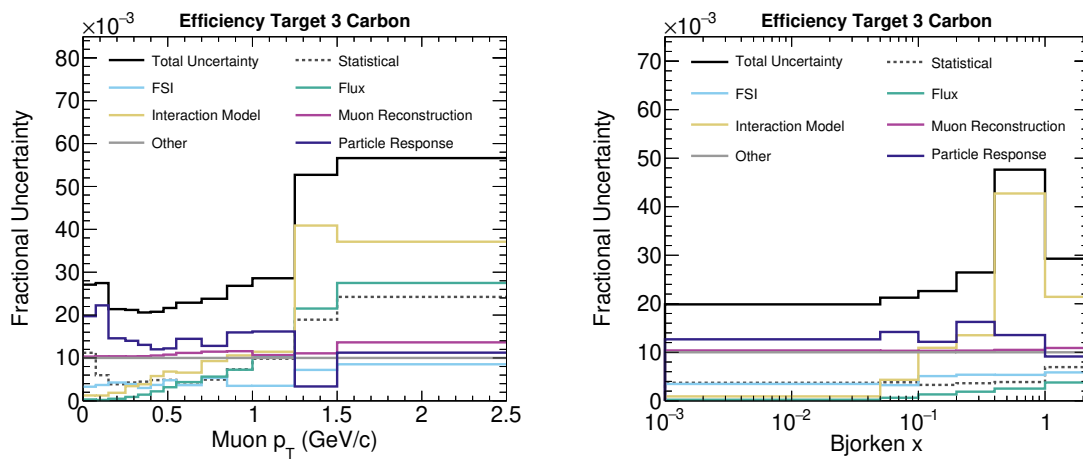 Efficiency Target 3 Carbon
×10⁻³
Fractional Uncertainty
80
70
60
50
40
30
20
10
0
Total Uncertainty
Statistical
FSI
Flux
Interaction Model
Muon Reconstruction
Other
Particle Response
0
0.5
1
1.5
2
2.5
Muon p_T (GeV/c)
Efficiency Target 3 Carbon
×10⁻³
Fractional Uncertainty
70
60
50
40
30
20
10
0
Total Uncertainty
Statistical
FSI
Flux
Interaction Model
Muon Reconstruction
Other
Particle Response
10⁻³
10⁻²
10⁻¹
1
Bjorken x